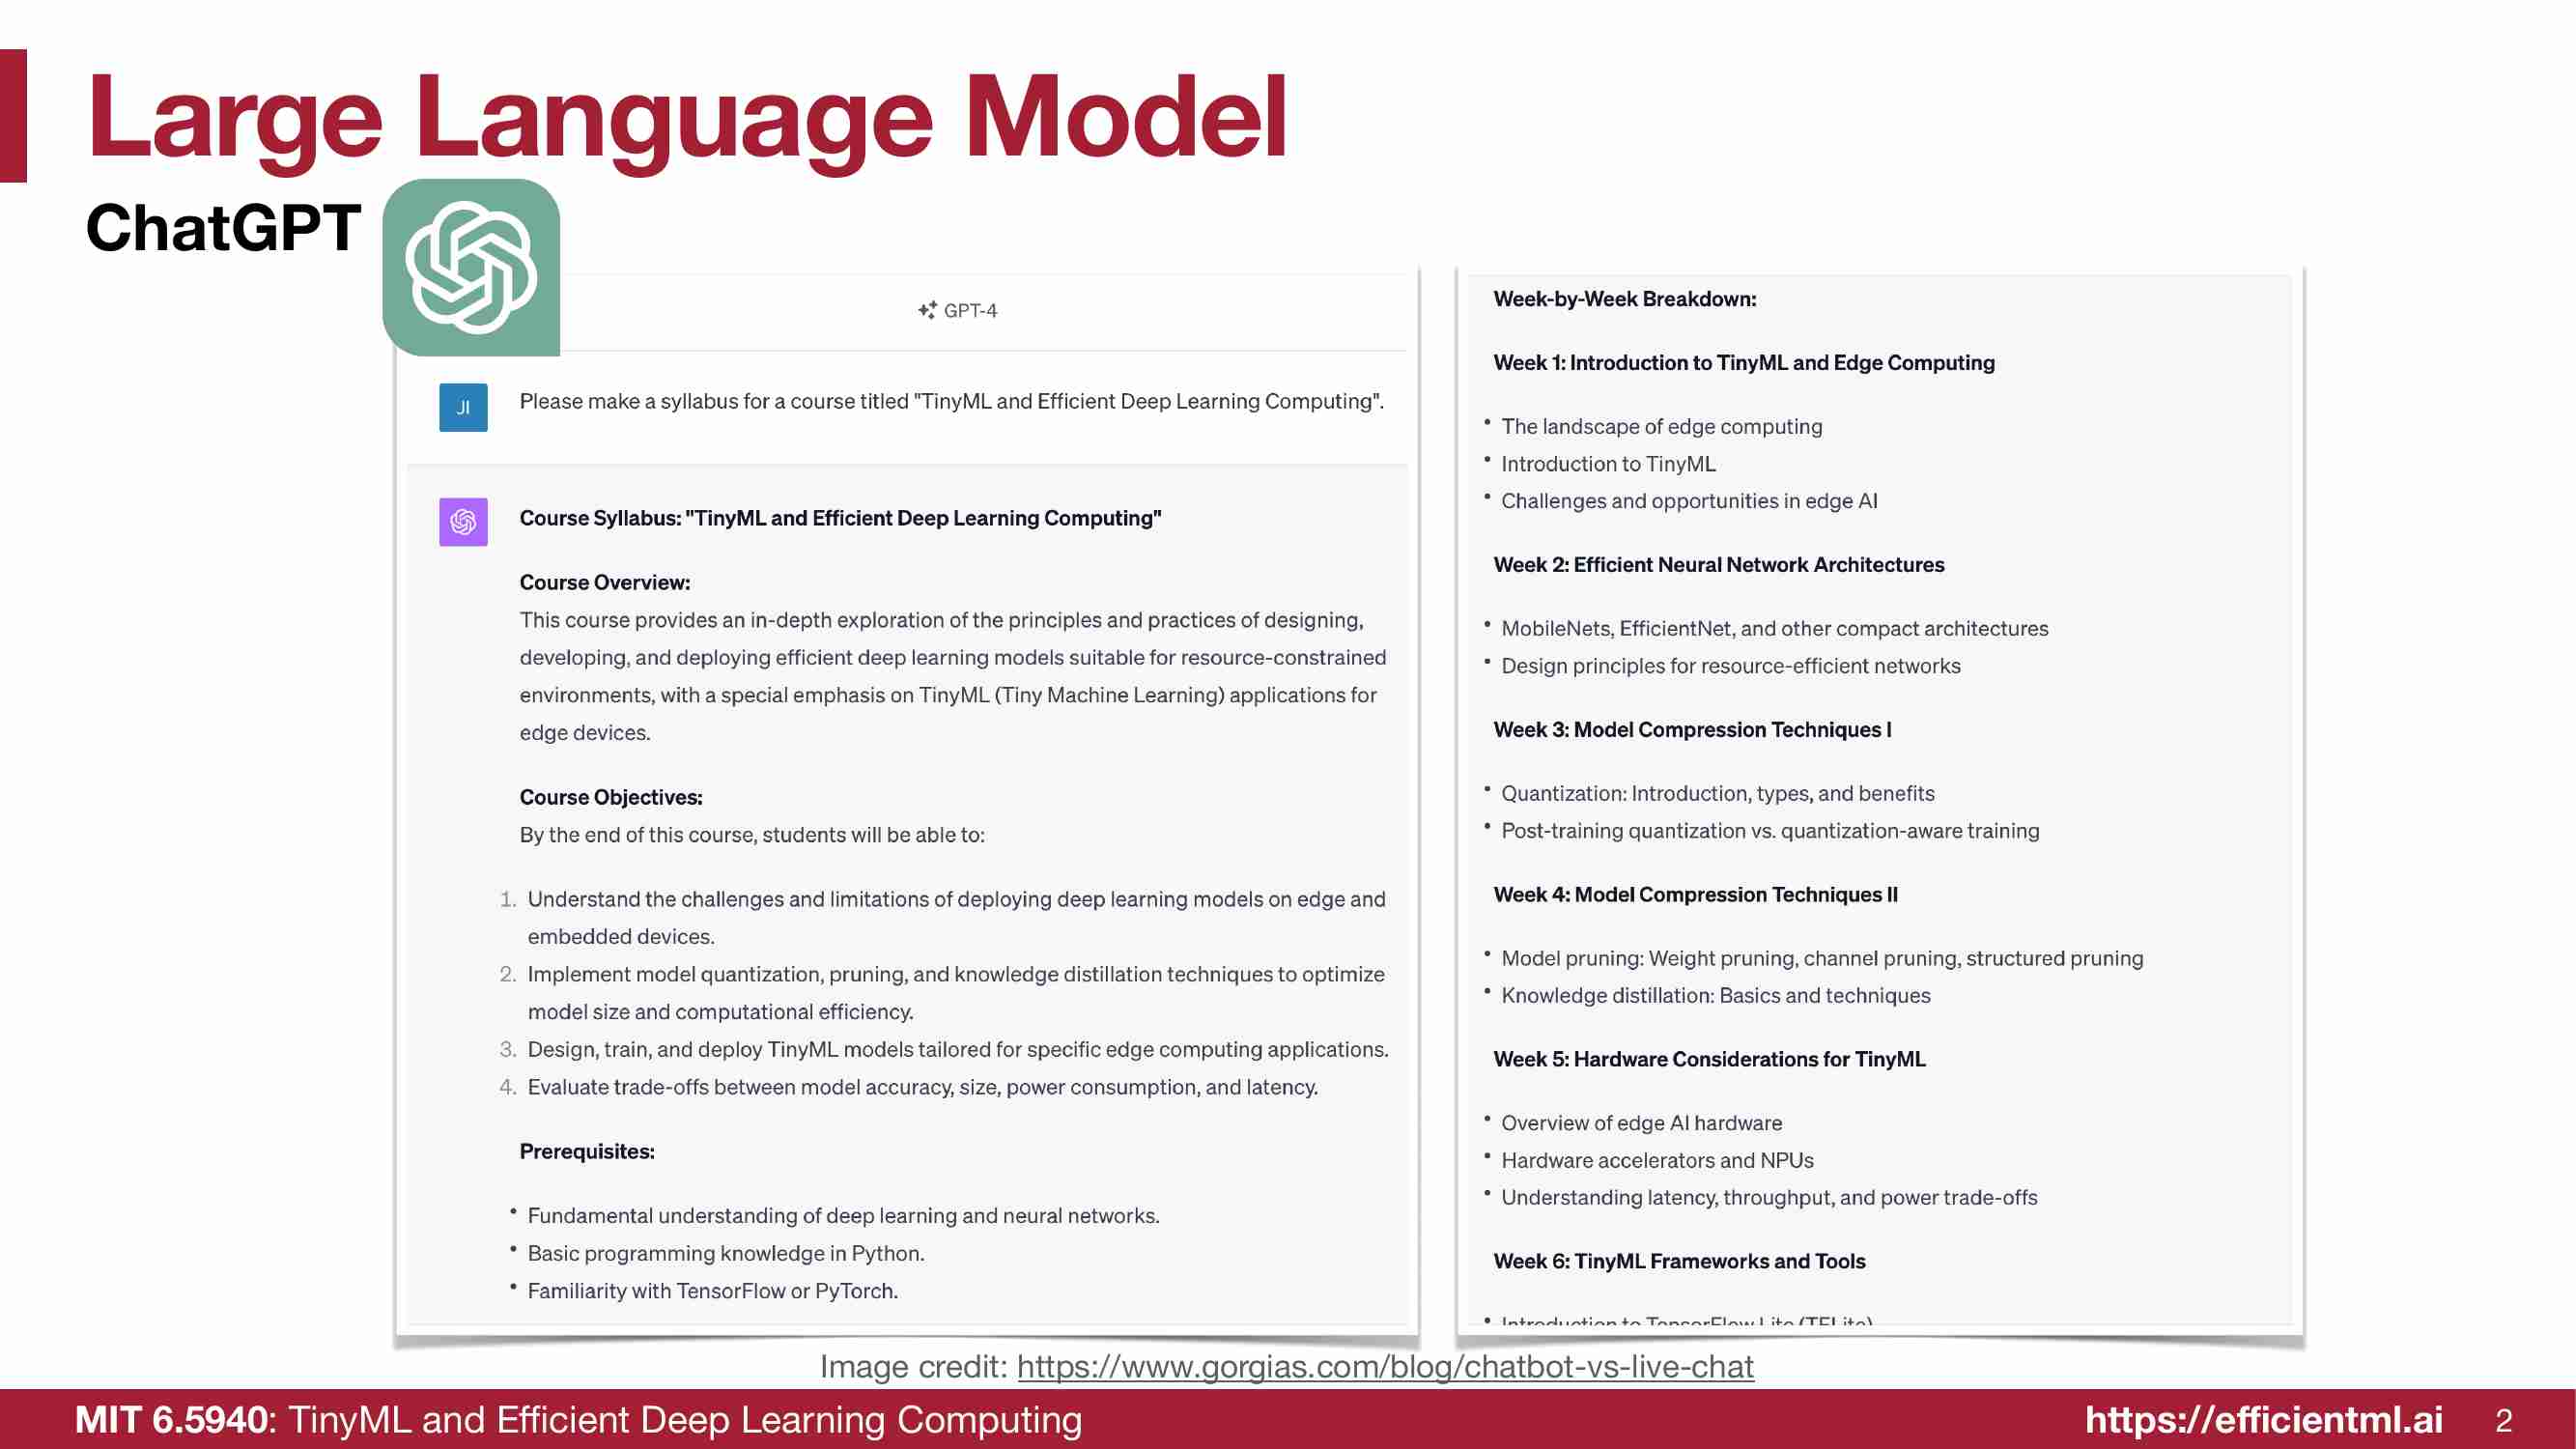 Large Language Model
ChatGPT
GPT-4
JI
Please make a syllabus for a course titled "TinyML and Efficient Deep Learning Computing".
Course Syllabus: "TinyML and Efficient Deep Learning Computing"
Course Overview:
This course provides an in-depth exploration of the principles and practices of designing,
developing, and deploying efficient deep learning models suitable for resource-constrained
environments, with a special emphasis on TinyML (Tiny Machine Learning) applications for
edge devices.
Course Objectives:
By the end of this course, students will be able to:
1. Understand the challenges and limitations of deploying deep learning models on edge and
embedded devices.
2. Implement model quantization, pruning, and knowledge distillation techniques to optimize
model size and computational efficiency.
3. Design, train, and deploy TinyML models tailored for specific edge computing applications.
4. Evaluate trade-offs between model accuracy, size, power consumption, and latency.
Prerequisites:
• Fundamental understanding of deep learning and neural networks.
• Basic programming knowledge in Python.
• Familiarity with TensorFlow or PyTorch.
Week-by-Week Breakdown:
Week 1: Introduction to TinyML and Edge Computing
• The landscape of edge computing
• Introduction to TinyML
• Challenges and opportunities in edge AI
Week 2: Efficient Neural Network Architectures
• MobileNets, EfficientNet, and other compact architectures
• Design principles for resource-efficient networks
Week 3: Model Compression Techniques I
• Quantization: Introduction, types, and benefits
• Post-training quantization vs. quantization-aware training
Week 4: Model Compression Techniques II
• Model pruning: Weight pruning, channel pruning, structured pruning
• Knowledge distillation: Basics and techniques
Week 5: Hardware Considerations for TinyML
• Overview of edge AI hardware
• Hardware accelerators and NPUs
• Understanding latency, throughput, and power trade-offs
Week 6: TinyML Frameworks and Tools
• Introduction to TensorFlow Lite (TFLite)
Image credit: https://www.gorgias.com/blog/chatbot-vs-live-chat
MIT 6.5940: TinyML and Efficient Deep Learning Computing
https://efficientml.ai
2